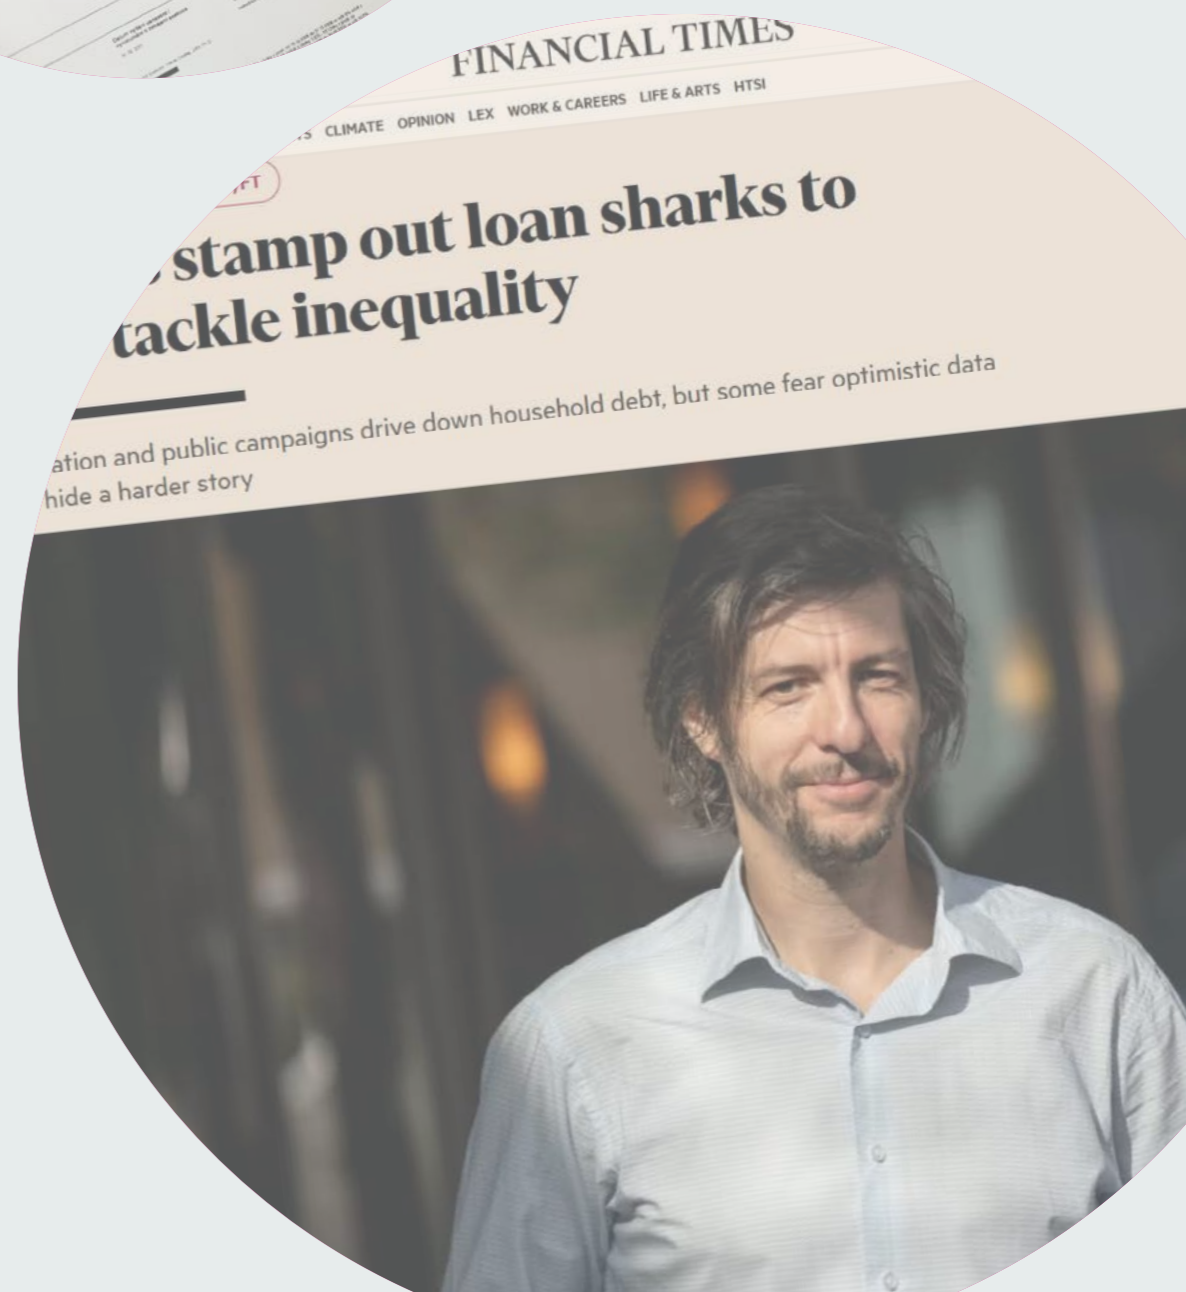 FINANCIAL TIMES
CLIMATE OPINION LEX WORK & CAREERS LIFE & ARTS HTSI
FT
stamp out loan sharks to
tackle inequality
ation and public campaigns drive down household debt, but some fear optimistic data
hide a harder story